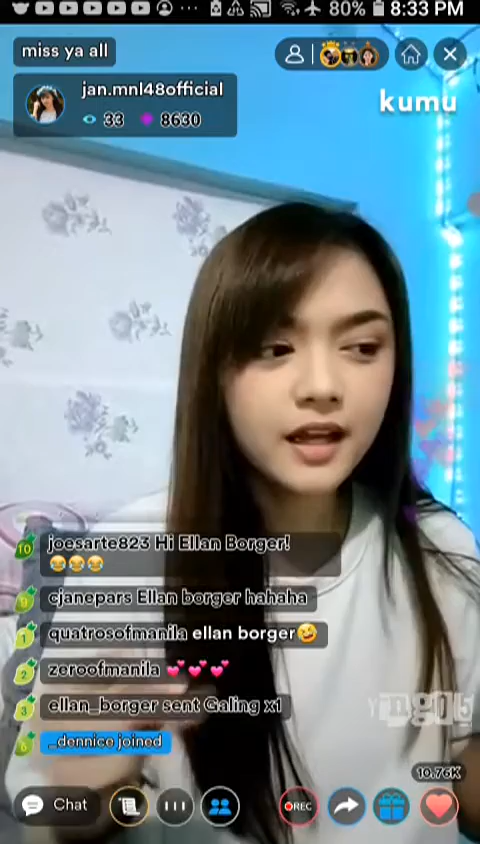 80% 8:33 PM
miss ya all
jan.mnl48official
33 8630
kumu
10 joesarte823 Hi Ellan Borger!
😂😂😂
9 cjanepars Ellan borger hahaha
1 quatrosofmanila ellan borger🤣
2 zeroofmanila 💕💕💕
3 ellan_borger sent Galing x1
6 _dennice joined
10.76K
Chat
REC